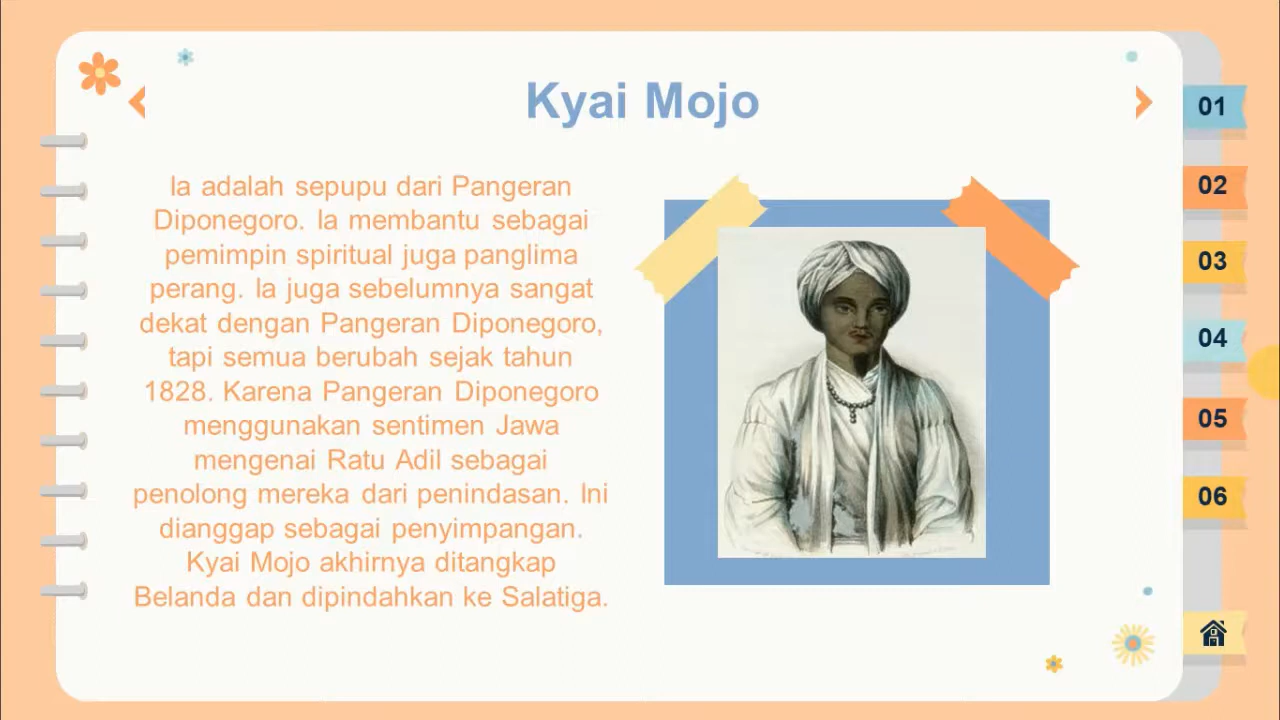 Kyai Mojo
Ia adalah sepupu dari Pangeran
Diponegoro. Ia membantu sebagai
pemimpin spiritual juga panglima
perang. Ia juga sebelumnya sangat
dekat dengan Pangeran Diponegoro,
tapi semua berubah sejak tahun
1828. Karena Pangeran Diponegoro
menggunakan sentimen Jawa
mengenai Ratu Adil sebagai
penolong mereka dari penindasan. Ini
dianggap sebagai penyimpangan.
Kyai Mojo akhirnya ditangkap
Belanda dan dipindahkan ke Salatiga.
01
02
03
04
05
06